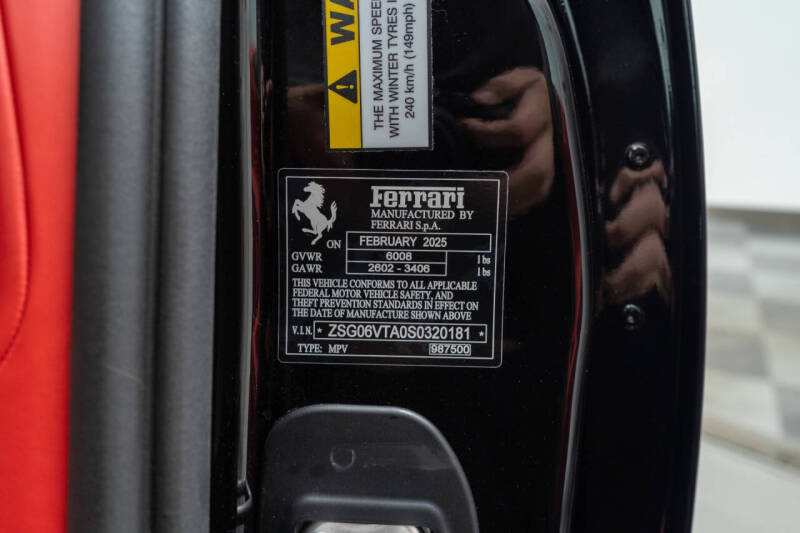 WA
THE MAXIMUM SPEED
WITH WINTER TYRES I
240 km/h (149mph)
Ferrari
MANUFACTURED BY
FERRARI S.p.A.
ON FEBRUARY 2025
GVWR 6008 lbs
GAWR 2602 - 3406 lbs
THIS VEHICLE CONFORMS TO ALL APPLICABLE
FEDERAL MOTOR VEHICLE SAFETY, AND
THEFT PREVENTION STANDARDS IN EFFECT ON
THE DATE OF MANUFACTURE SHOWN ABOVE
V.I.N. * ZSG06VTA0S0320181 *
TYPE: MPV 987500